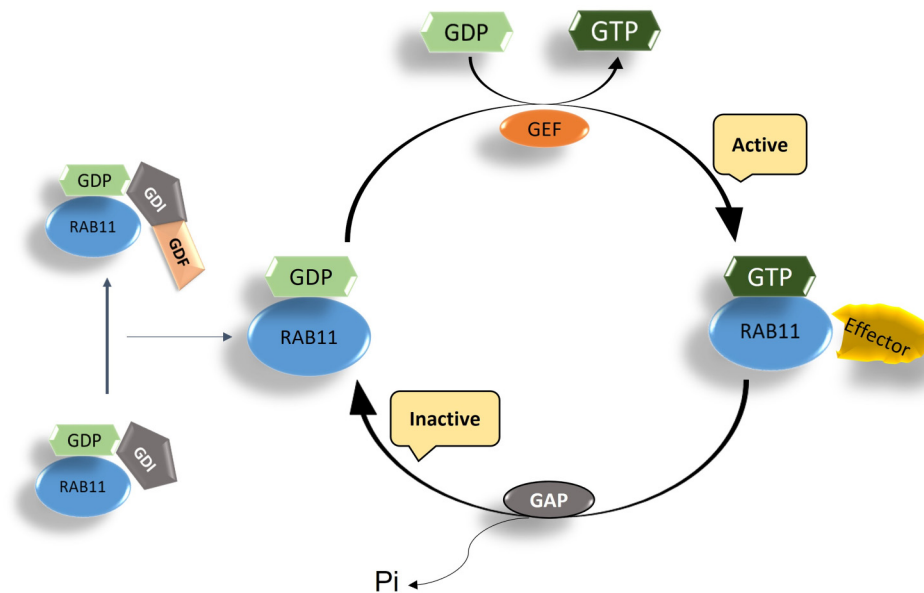 GDP
GTP
GEF
Active
GDP
GDI
RAB11
GDF
GDP
RAB11
GTP
RAB11
Effector
Inactive
GDP
GDI
RAB11
GAP
Pi